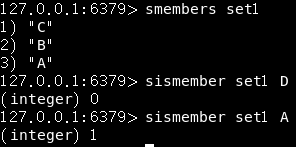 127.0.0.1:6379> smembers set1
1) "C"
2) "B"
3) "A"
127.0.0.1:6379> sismember set1 D
(integer) 0
127.0.0.1:6379> sismember set1 A
(integer) 1